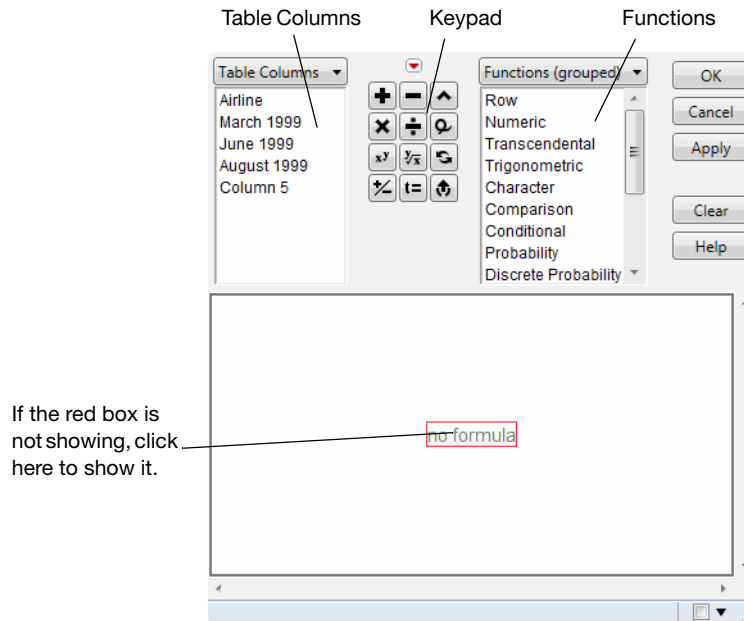 Table Columns Keypad Functions
Table Columns
Airline
March 1999
June 1999
August 1999
Column 5
t=
xy
y√x
Functions (grouped)
Row
Numeric
Transcendental
Trigonometric
Character
Comparison
Conditional
Probability
Discrete Probability
OK
Cancel
Apply
Clear
Help
If the red box is
not showing, click
here to show it.
no formula